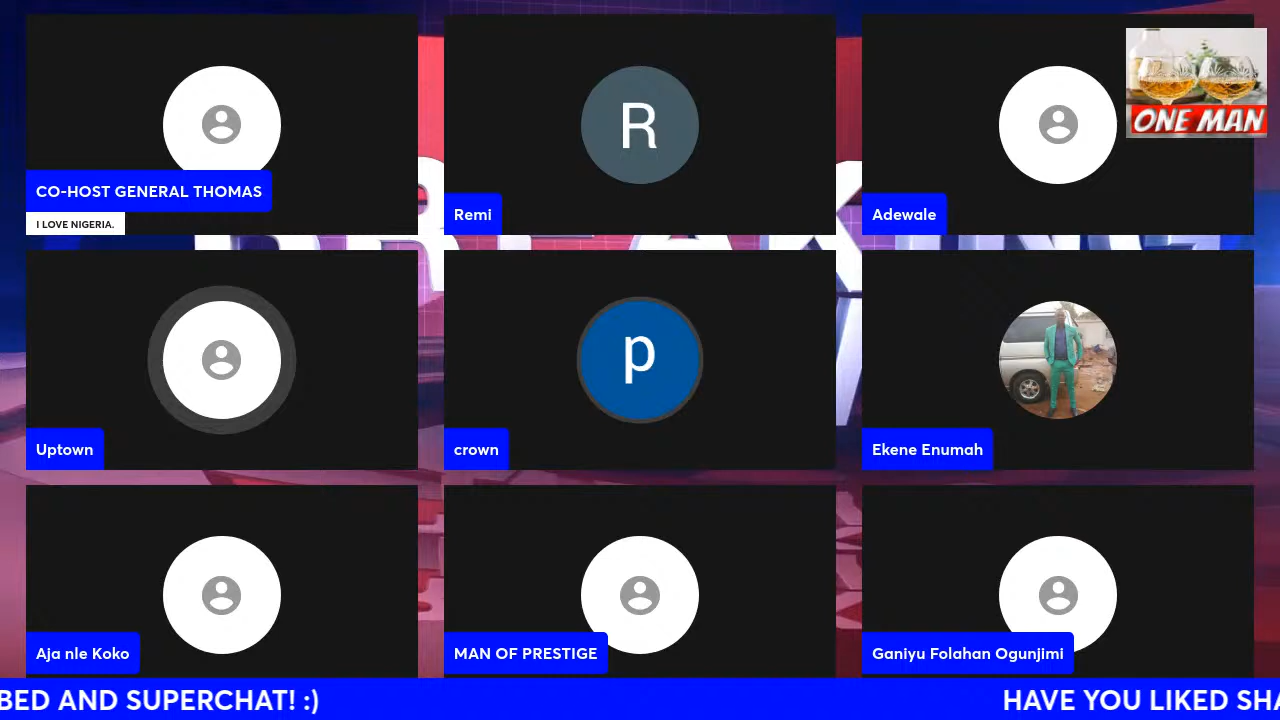 ONE MAN
CO-HOST GENERAL THOMAS
I LOVE NIGERIA.
R
Remi
Adewale
Uptown
p
crown
Ekene Enumah
Aja nle Koko
MAN OF PRESTIGE
Ganiyu Folahan Ogunjimi
BED AND SUPERCHAT! :)
HAVE YOU LIKED SHA